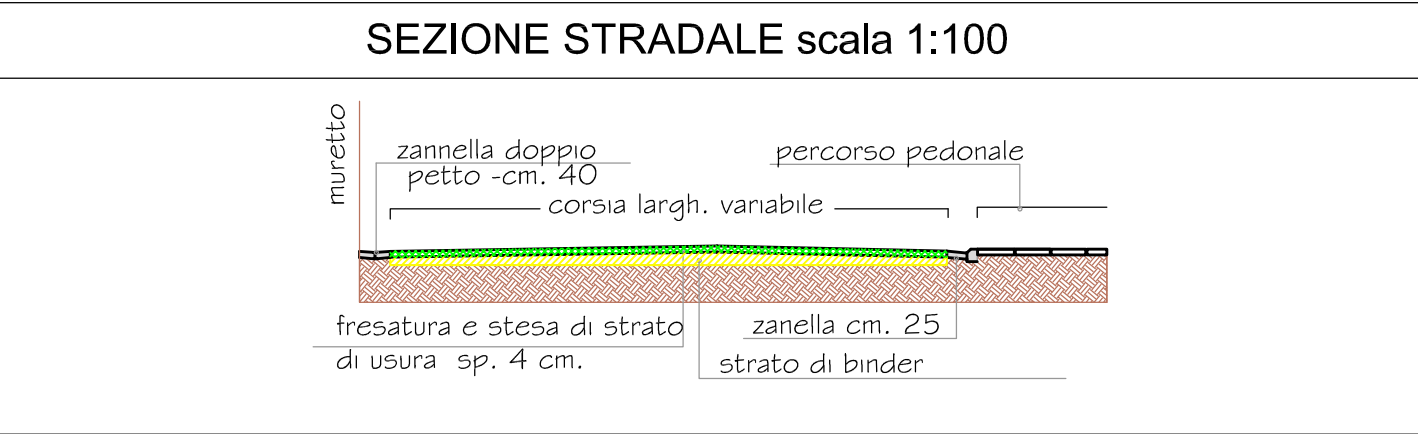 SEZIONE STRADALE scala 1:100
muretto
zannella doppio
petto -cm. 40
percorso pedonale
corsia largh. variabile
fresatura e stesa di strato
di usura sp. 4 cm.
zanella cm. 25
strato di binder